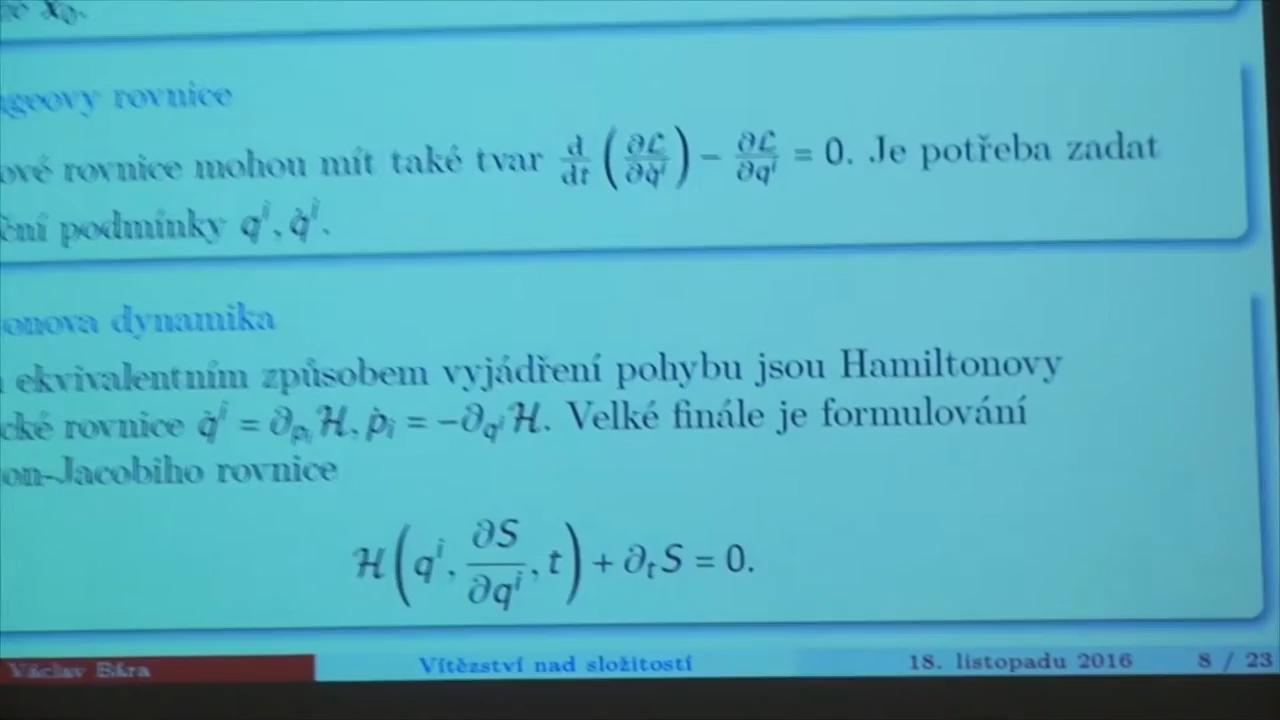 x₀.
geovy rovnice
ové rovnice mohou mít také tvar d/dt (∂ℒ/∂q̇ⁱ) − ∂ℒ/∂qⁱ = 0. Je potřeba zadat
ční podmínky qⁱ, q̇ⁱ.
onova dynamika
ekvivalentním způsobem vyjádření pohybu jsou Hamiltonovy
cké rovnice q̇ⁱ = ∂_{pᵢ}ℋ, ṗᵢ = −∂_{qⁱ}ℋ. Velké finále je formulování
on-Jacobiho rovnice
ℋ(qⁱ, ∂S/∂qⁱ, t) + ∂ₜS = 0.
Václav
Vítězství nad složitostí
18. listopadu 2016
8 / 23